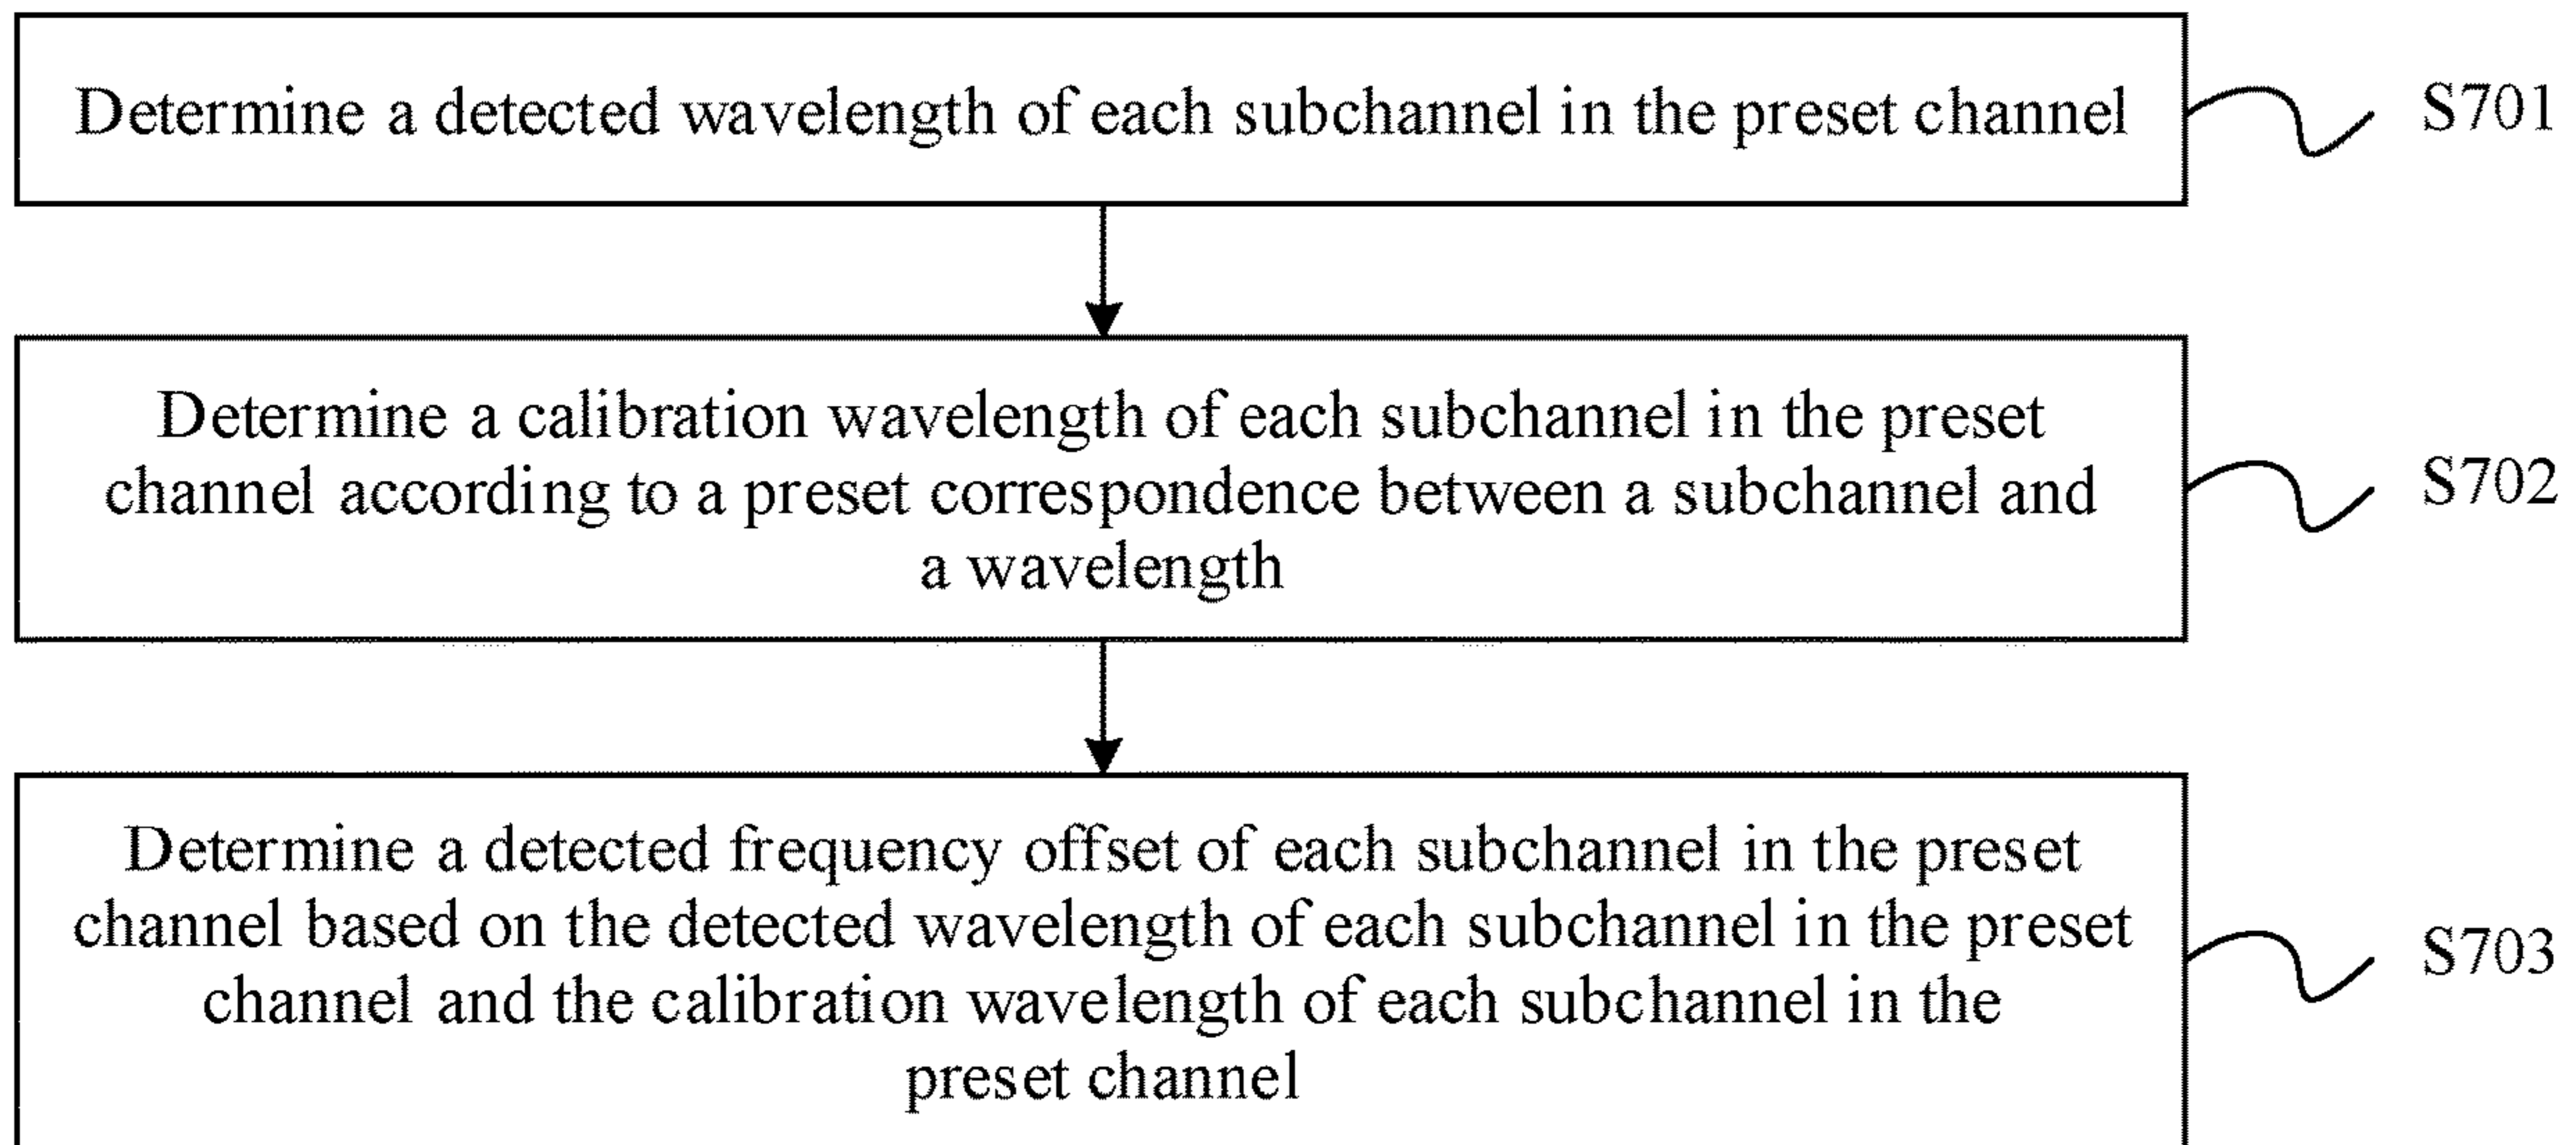 Determine a detected wavelength of each subchannel in the preset channel
S701
Determine a calibration wavelength of each subchannel in the preset
channel according to a preset correspondence between a subchannel and
a wavelength
S702
Determine a detected frequency offset of each subchannel in the preset
channel based on the detected wavelength of each subchannel in the preset
channel and the calibration wavelength of each subchannel in the
preset channel
S703